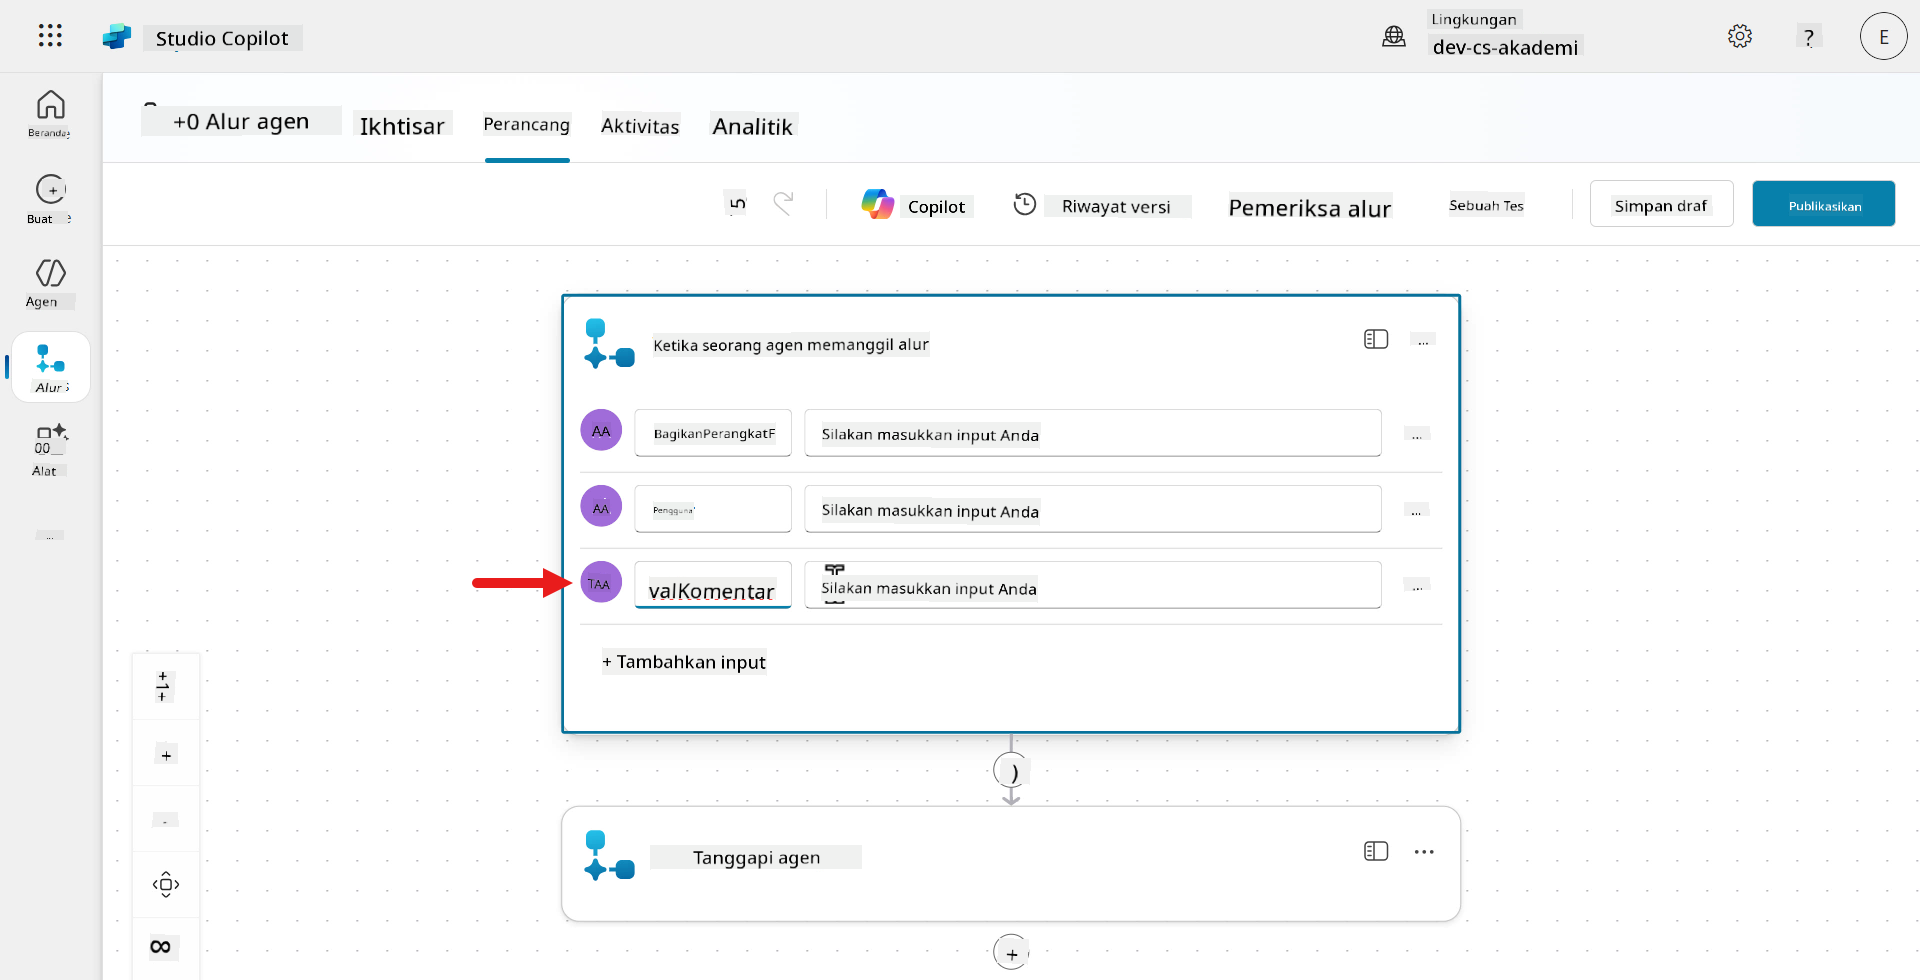 Studio Copilot
Lingkungan
dev-cs-akademi
?
E
Beranda
Buat
Agen
Alur
Alat
+0 Alur agen
Ikhtisar
Perancang
Aktivitas
Analitik
Copilot
Riwayat versi
Pemeriksa alur
Sebuah Tes
Simpan draf
Publikasikan
Ketika seorang agen memanggil alur
...
AA
BagikanPerangkatF
Silakan masukkan input Anda
...
AA
Pengguna
Silakan masukkan input Anda
...
TAA
valKomentar
Silakan masukkan input Anda
...
+ Tambahkan input
Tanggapi agen